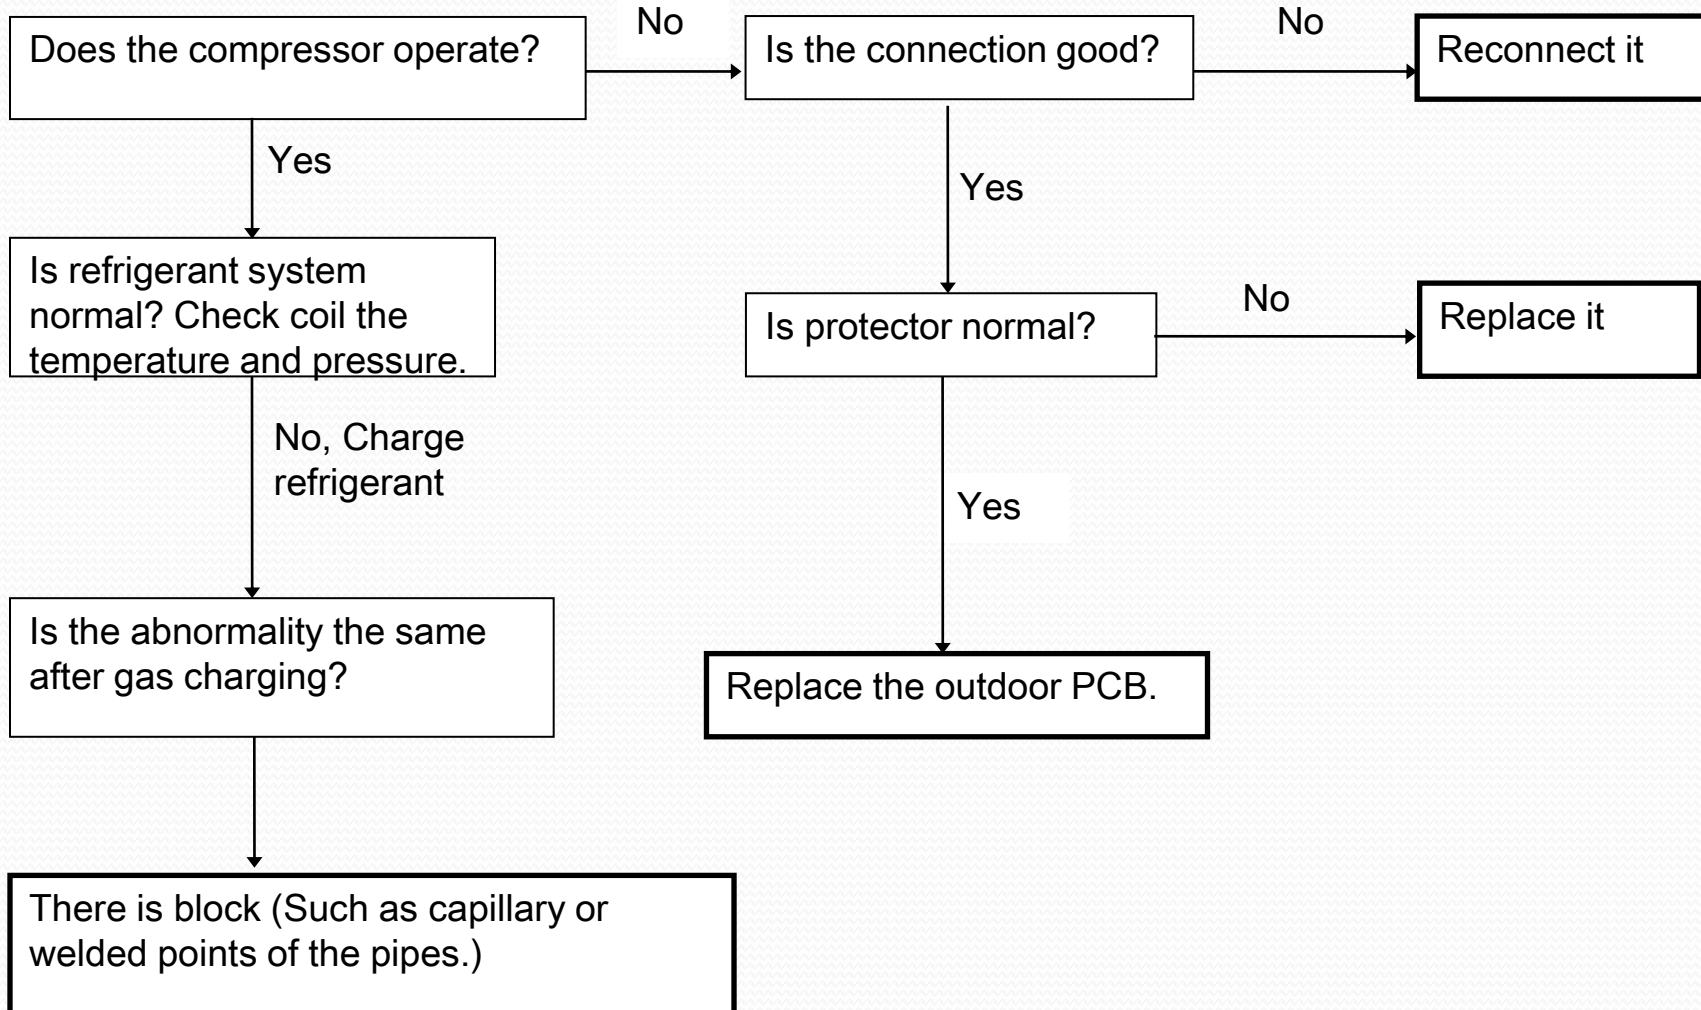 No
No
Does the compressor operate?
Is the connection good?
Reconnect it
Yes
Yes
Is refrigerant system
normal? Check coil the
temperature and pressure.
Is protector normal?
No
Replace it
No, Charge
refrigerant
Yes
Is the abnormality the same
after gas charging?
Replace the outdoor PCB.
There is block (Such as capillary or
welded points of the pipes.)